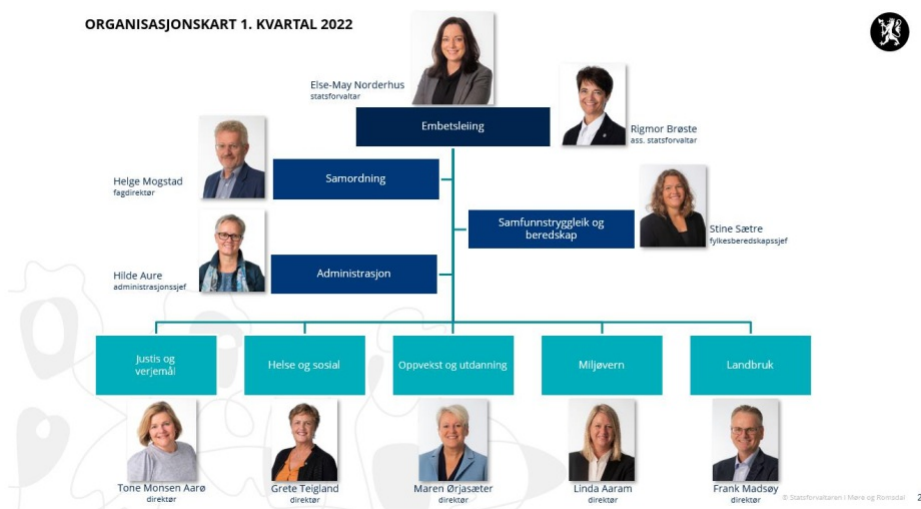 ORGANISASJONSKART 1. KVARTAL 2022
Else-May Norderhus
statsforvaltar
Embetsleiing
Rigmor Brøste
ass. statsforvaltar
Helge Mogstad
fagdirektør
Samordning
Samfunnstryggleik og
beredskap
Stine Sætre
fylkesberedskapssjef
Hilde Aure
administrasjonssjef
Administrasjon
Justis og
verjemål
Helse og sosial
Oppvekst og utdanning
Miljøvern
Landbruk
Tone Monsen Aarø
direktør
Grete Teigland
direktør
Maren Ørjasæter
direktør
Linda Aaram
direktør
Frank Madsøy
direktør
© Statsforvaltaren i Møre og Romsdal 2